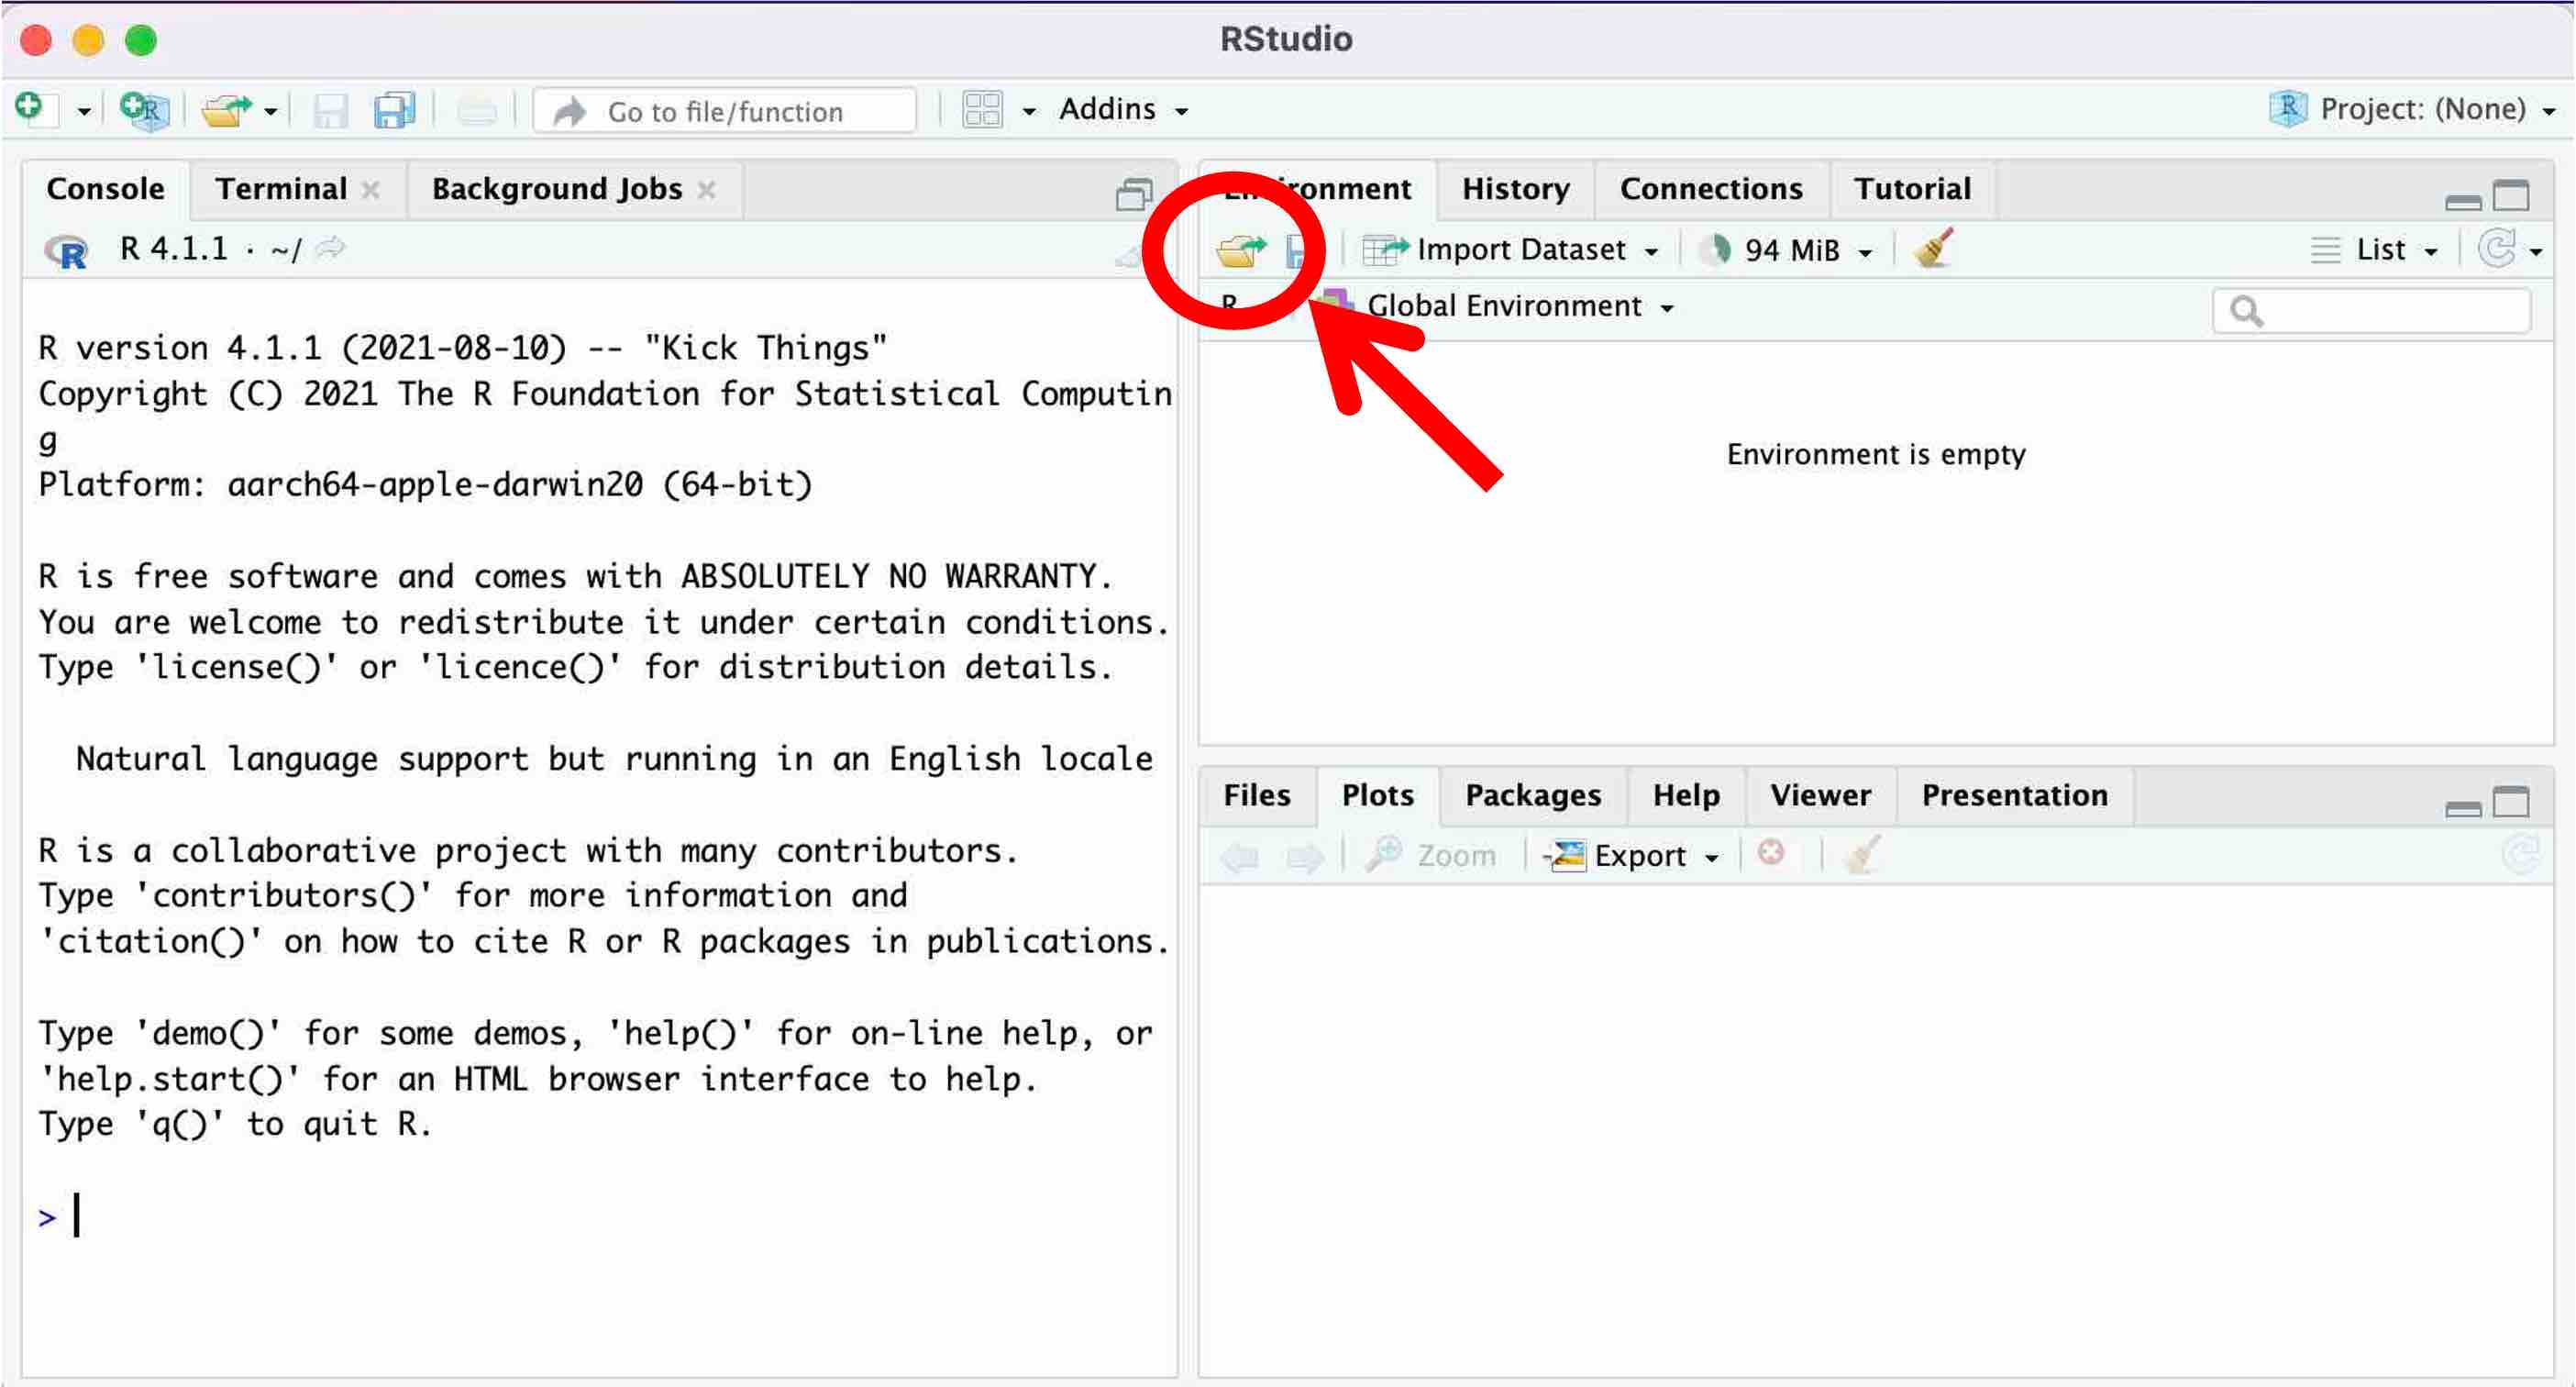 RStudio
Go to file/function
Addins
Project: (None)
Console
Terminal
Background Jobs
R 4.1.1 · ~/
R version 4.1.1 (2021-08-10) -- "Kick Things"
Copyright (C) 2021 The R Foundation for Statistical Computin
g
Platform: aarch64-apple-darwin20 (64-bit)
R is free software and comes with ABSOLUTELY NO WARRANTY.
You are welcome to redistribute it under certain conditions.
Type 'license()' or 'licence()' for distribution details.
Natural language support but running in an English locale
R is a collaborative project with many contributors.
Type 'contributors()' for more information and
'citation()' on how to cite R or R packages in publications.
Type 'demo()' for some demos, 'help()' for on-line help, or
'help.start()' for an HTML browser interface to help.
Type 'q()' to quit R.
>
Environment
History
Connections
Tutorial
Import Dataset
94 MiB
List
R
Global Environment
Environment is empty
Files
Plots
Packages
Help
Viewer
Presentation
Zoom
Export